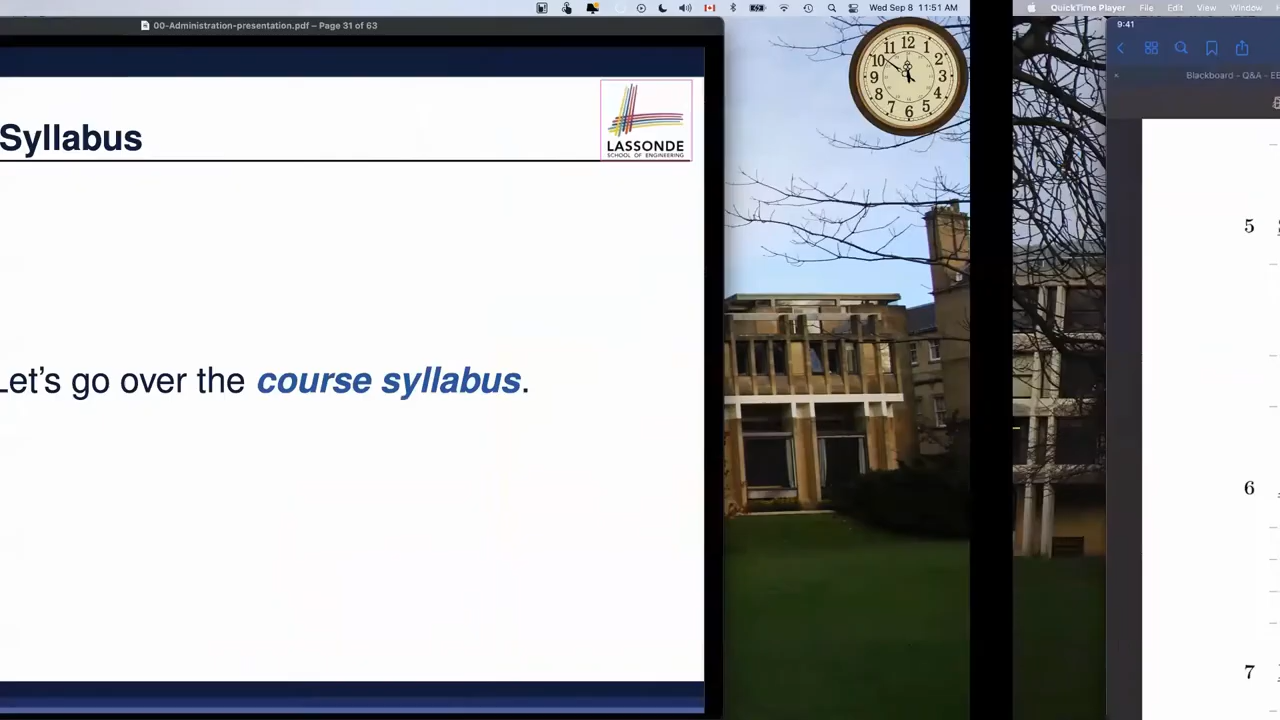 Wed Sep 8 11:51 AM
00-Administration-presentation.pdf – Page 31 of 63
Syllabus
LASSONDE
SCHOOL OF ENGINEERING
Let's go over the course syllabus.
12
1
2
3
4
5
6
7
8
9
10
11
QuickTime Player File Edit View Window
9:41
Blackboard - Q&A - EE
5
6
7